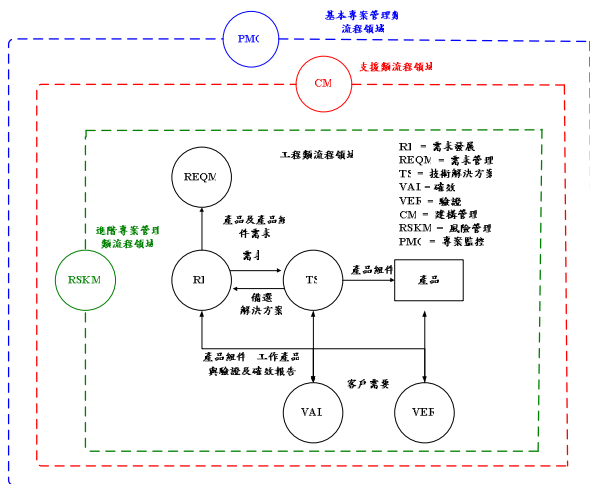 基本專案管理類
流程領域
PMC
支援類流程領域
CM
工程類流程領域
RD = 需求發展
REQM = 需求管理
TS = 技術解決方案
VAL = 確效
VER = 驗證
CM = 建構管理
RSKM = 風險管理
PMC = 專案監控
REQM
進階專案管理
類流程領域
產品及產品組
件需求
需求
RSKM
RD
TS
產品組件
產品
備選
解決方案
產品組件 工作產品
與驗證及確效報告
客戶需要
VAL
VER